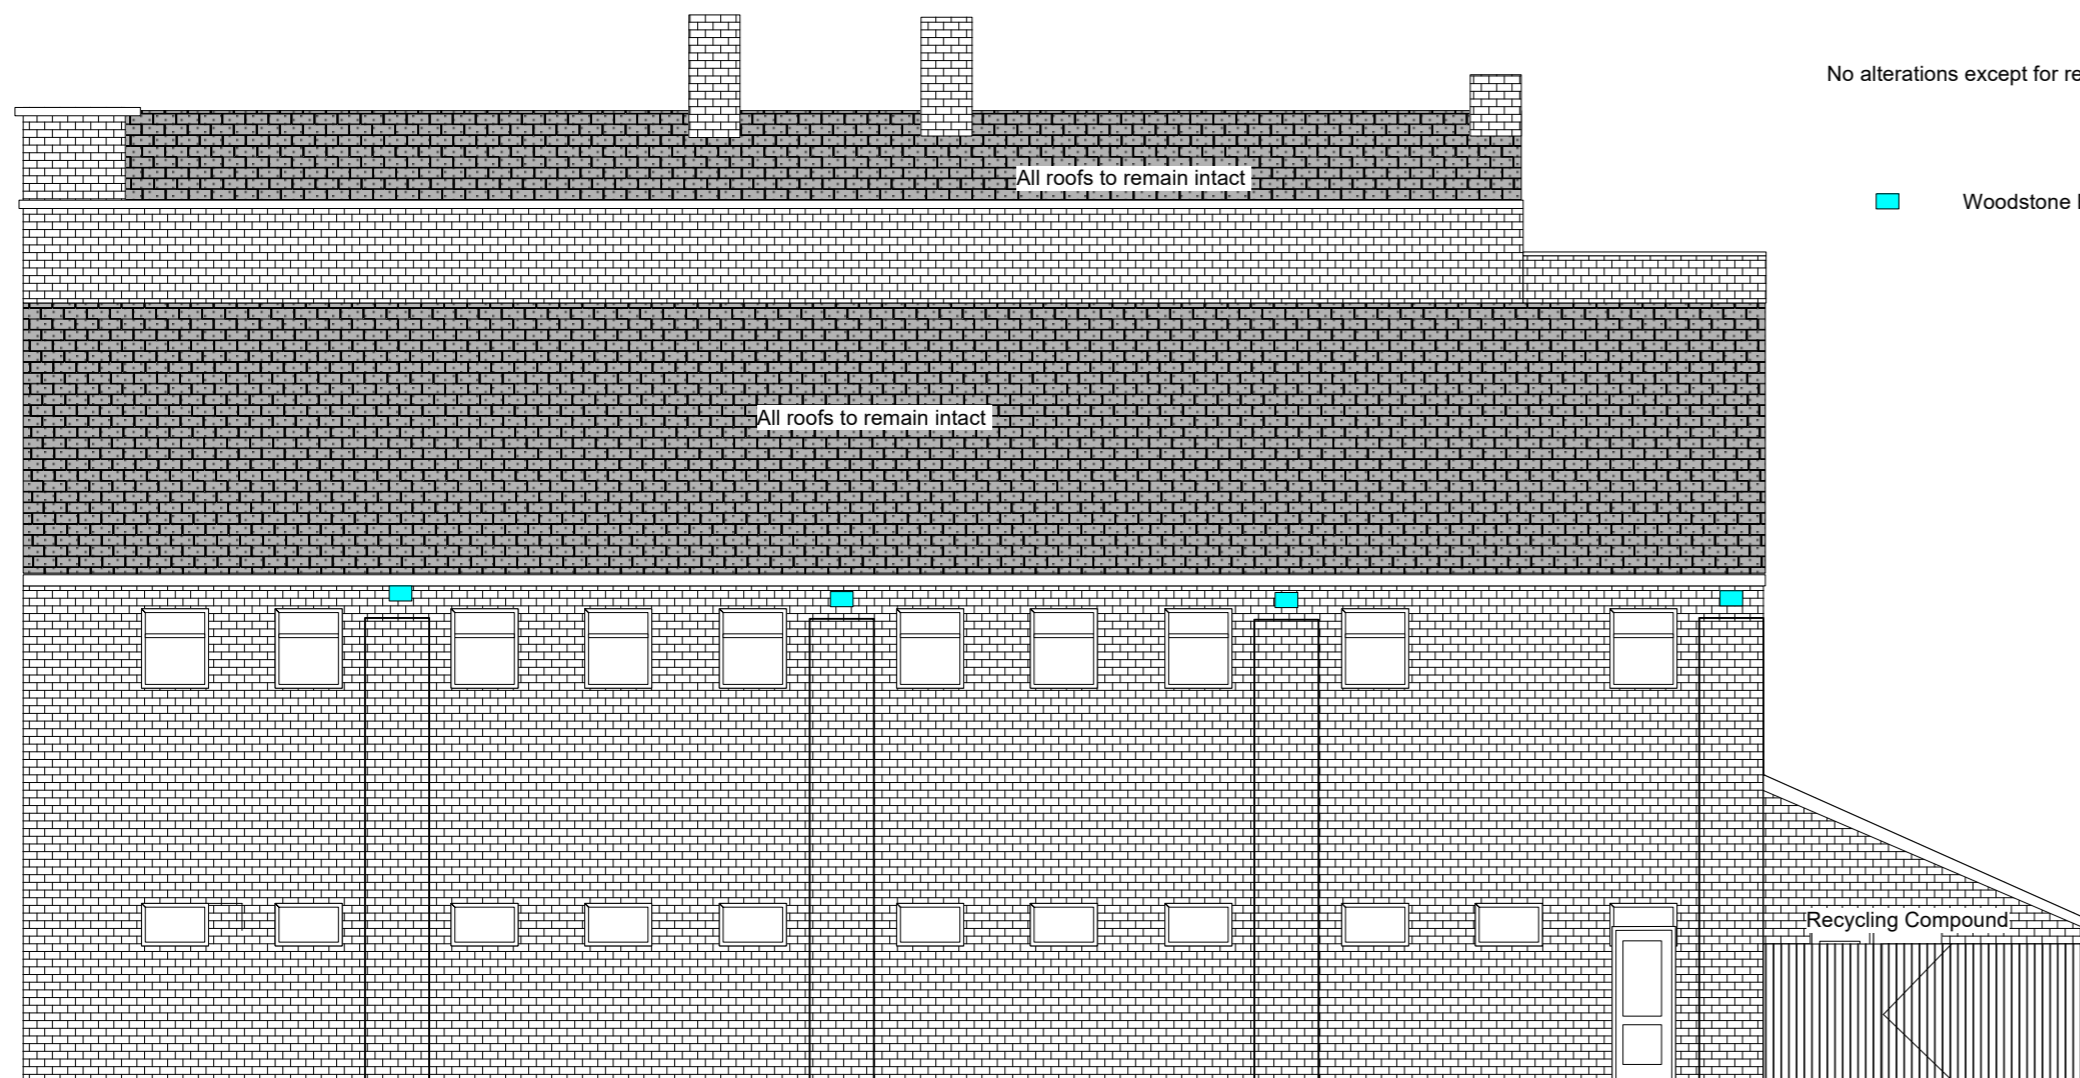 No alterations except for re
All roofs to remain intact
Woodstone
All roofs to remain intact
Recycling Compound